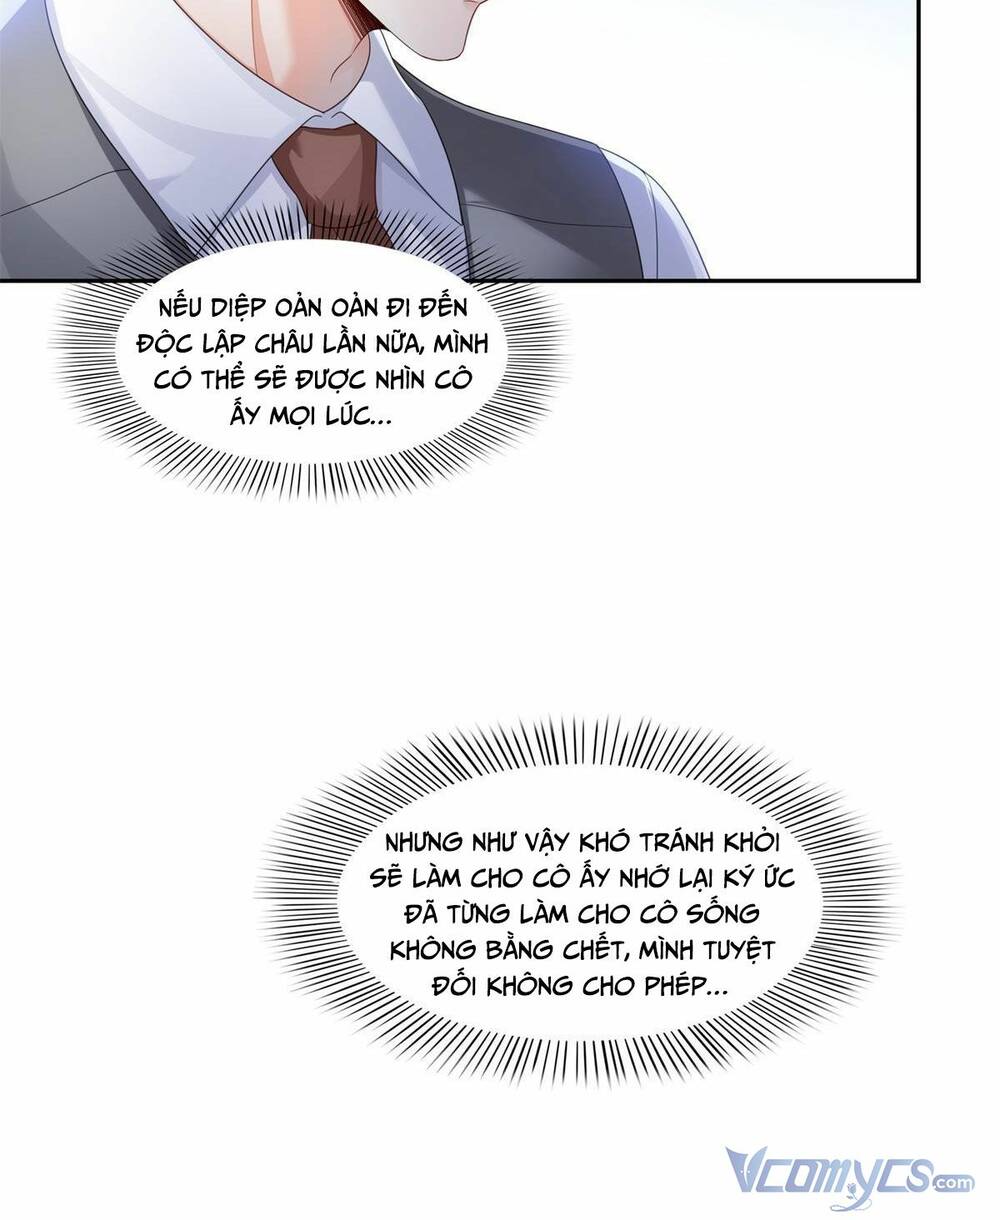 NẾU DIỆP OẢN OẢN ĐI ĐẾN
ĐỘC LẬP CHÂU LẦN NỮA, MÌNH
CÓ THỂ SẼ ĐƯỢC NHÌN CÔ
ẤY MỌI LÚC...
NHƯNG NHƯ VẬY KHÓ TRÁNH KHỎI
SẼ LÀM CHO CÔ ẤY NHỚ LẠI KÝ ỨC
ĐÃ TỪNG LÀM CHO CÔ SỐNG
KHÔNG BẰNG CHẾT, MÌNH TUYỆT
ĐỐI KHÔNG CHO PHÉP...
VCOMYCS.com